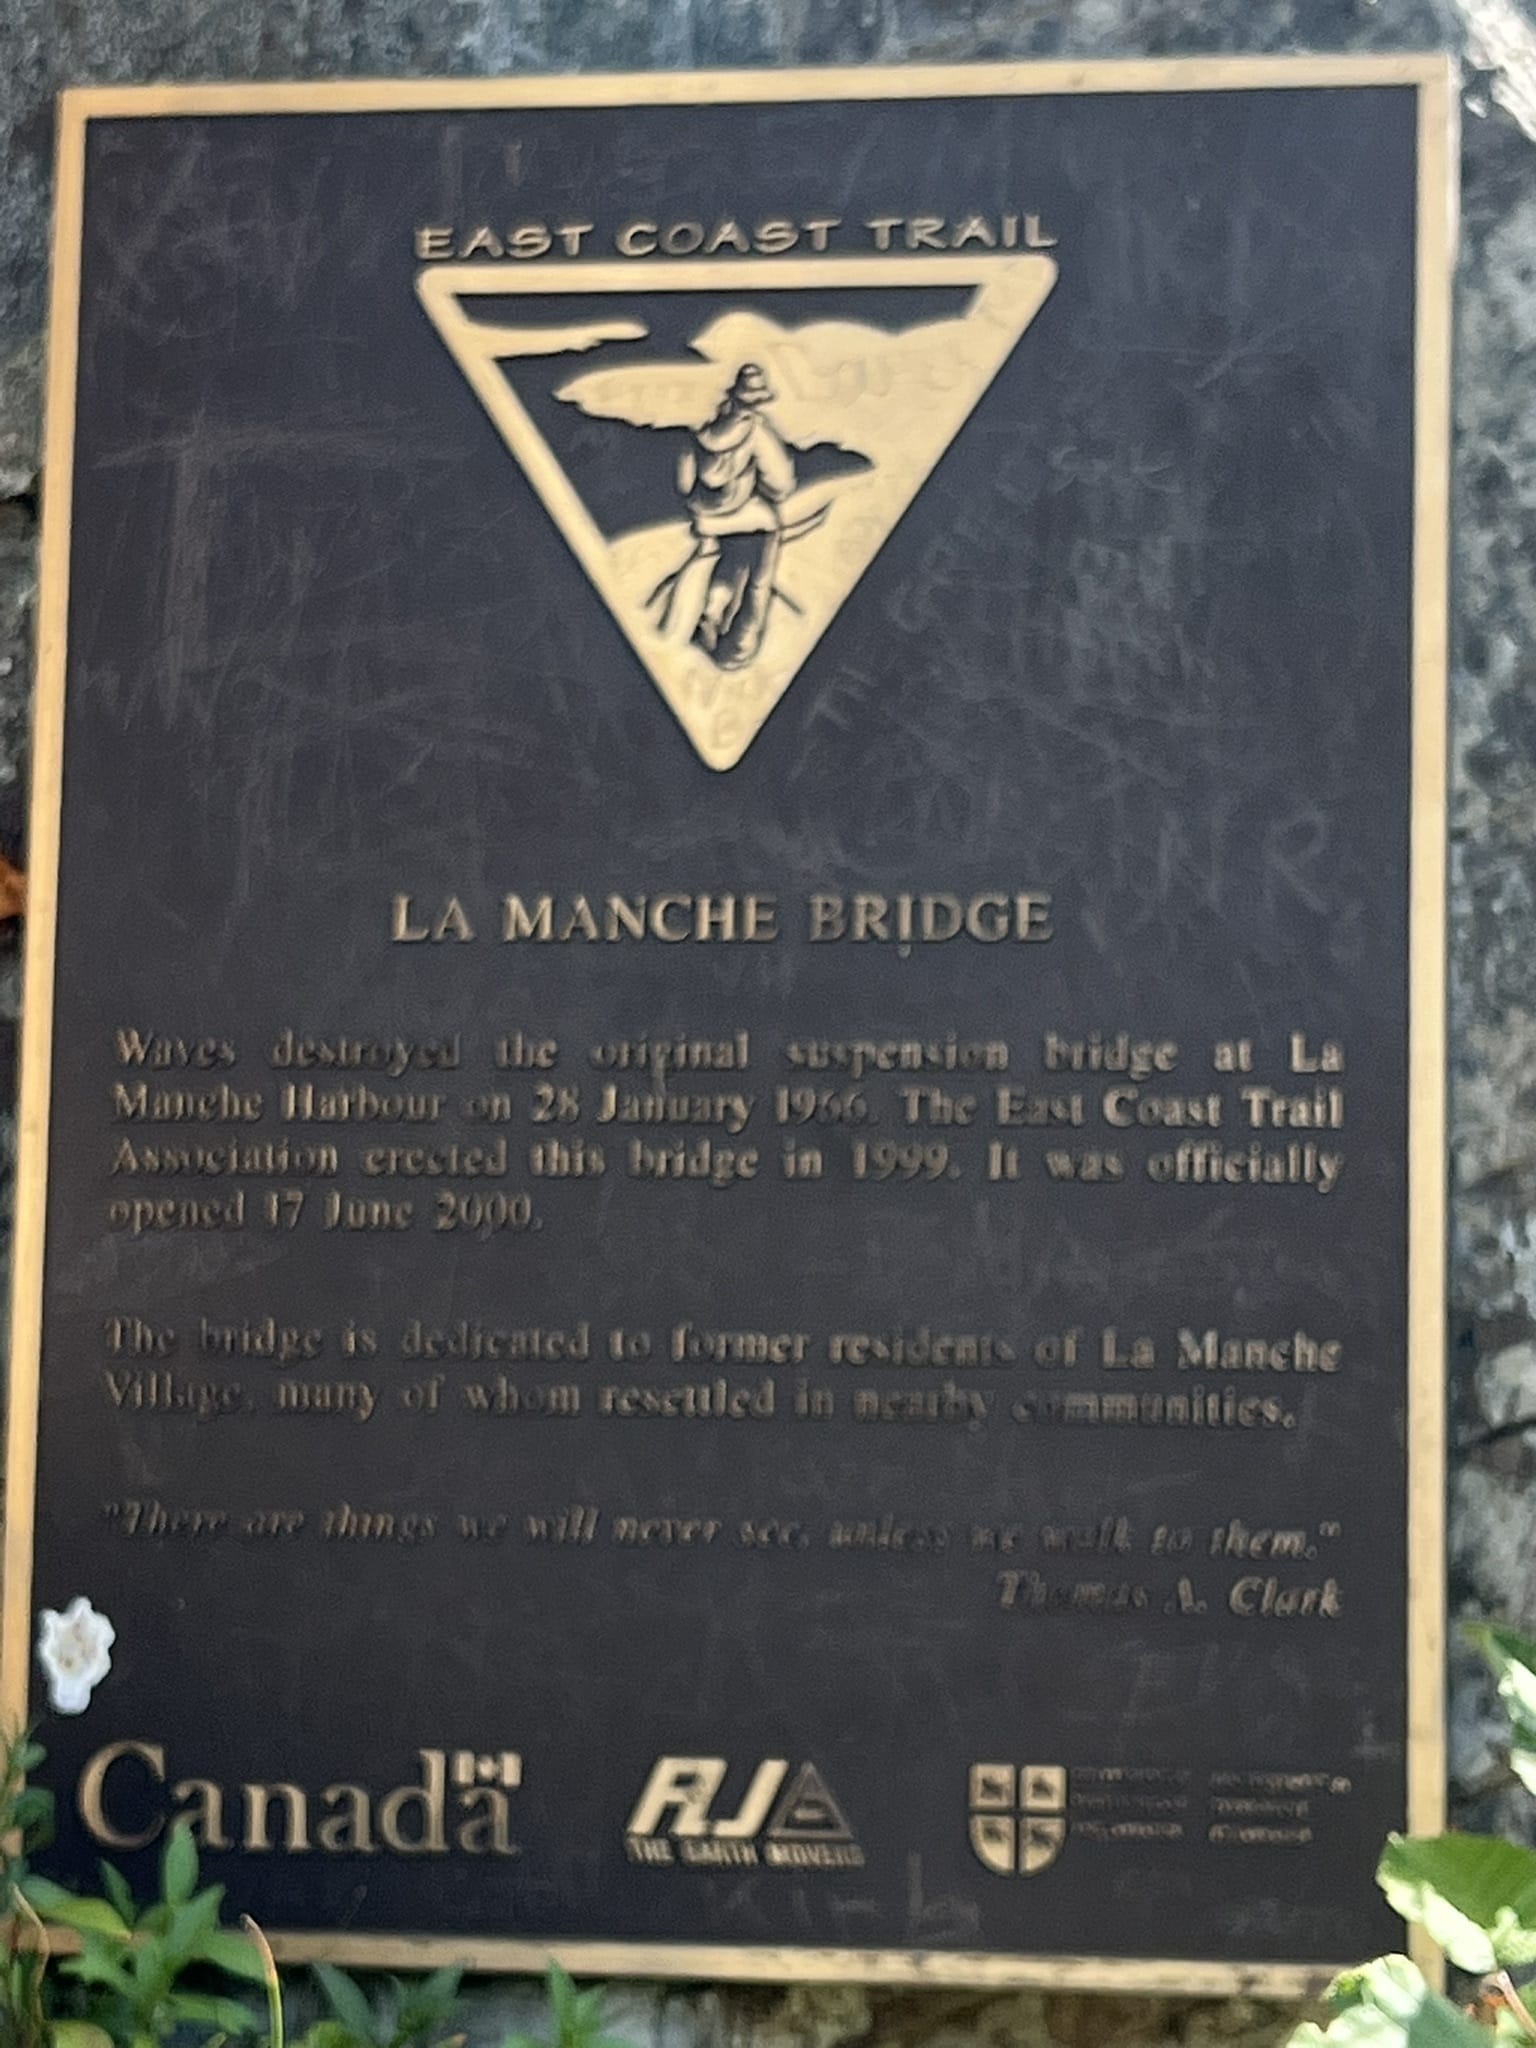 EAST COAST TRAIL
LA MANCHE BRIDGE
Waves destroyed the original suspension bridge at La
Manche Harbour on 28 January 1966. The East Coast Trail
Association erected this bridge in 1999. It was officially
opened 17 June 2000.
The bridge is dedicated to former residents of La Manche
Village, many of whom resettled in nearby communities.
"There are things we will never see, unless we walk to them."
Thomas A. Clark
Canada
RJA
THE EARTH MOVERS